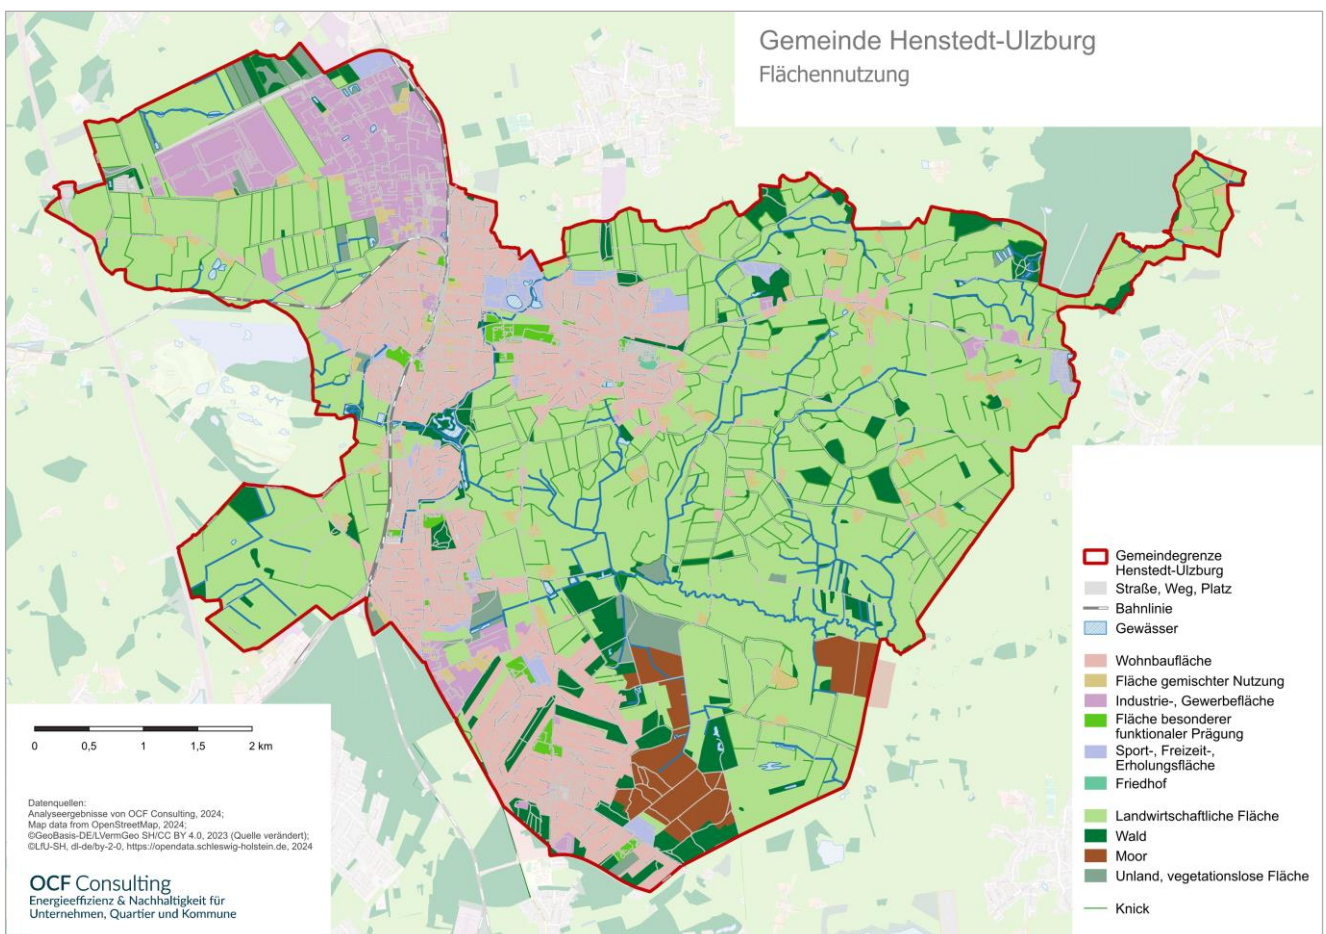 Gemeinde Henstedt-Ulzburg
Flächennutzung
Gemeindegrenze
Henstedt-Ulzburg
Straße, Weg, Platz
Bahnlinie
Gewässer
Wohnbaufläche
Fläche gemischter Nutzung
Industrie-, Gewerbefläche
Fläche besonderer
funktionaler Prägung
Sport-, Freizeit-,
Erholungsfläche
Friedhof
Landwirtschaftliche Fläche
Wald
Moor
Unland, vegetationslose Fläche
Knick
0 0,5 1 1,5 2 km
Datenquellen:
Analyseergebnisse von OCF Consulting, 2024;
Map data from OpenStreetMap, 2024;
©GeoBasis-DE/LVermGeo SH/CC BY 4.0, 2023 (Quelle verändert);
©LfU-SH, dl-de/by-2-0, https://opendata.schleswig-holstein.de, 2024
OCF Consulting
Energieeffizienz & Nachhaltigkeit für
Unternehmen, Quartier und Kommune